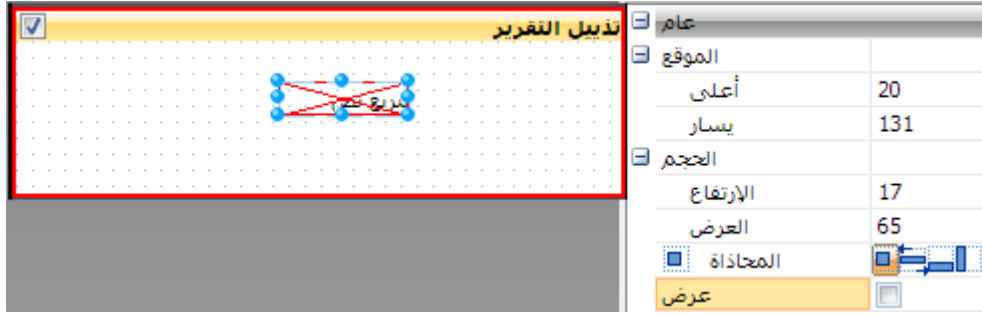 تذييل التقرير
عام
الموقع
أعلى 20
يسار 131
الحجم
الإرتفاع 17
العرض 65
المحاذاة
عرض